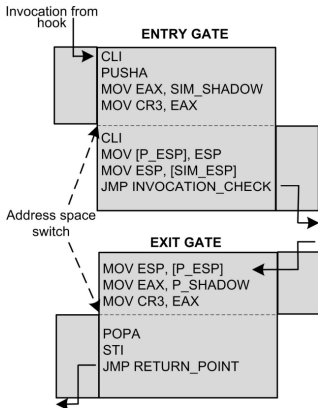 Invocation from
hook
ENTRY GATE
CLI
PUSHA
MOV EAX, SIM_SHADOW
MOV CR3, EAX
CLI
MOV [P_ESP], ESP
MOV ESP, [SIM_ESP]
JMP INVOCATION_CHECK
Address space
switch
EXIT GATE
MOV ESP, [P_ESP]
MOV EAX, P_SHADOW
MOV CR3, EAX
POPA
STI
JMP RETURN_POINT